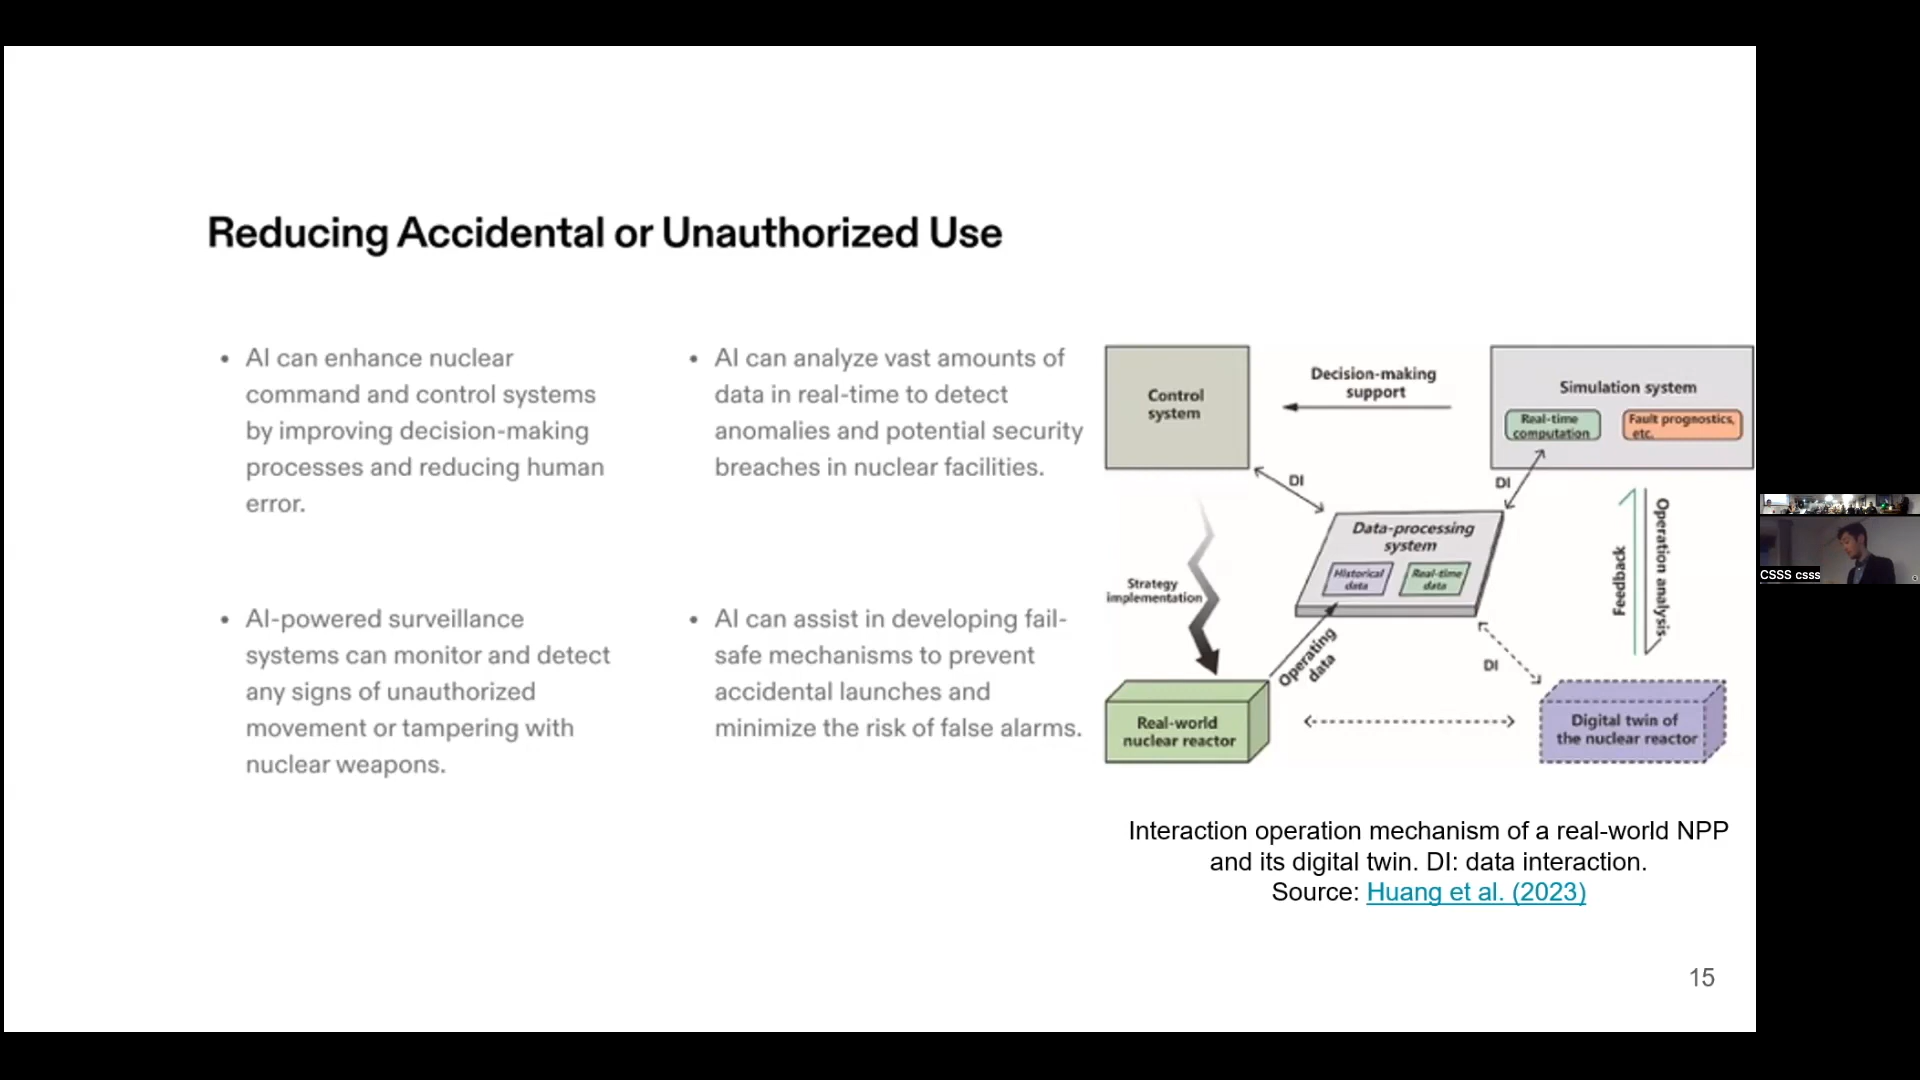 Reducing Accidental or Unauthorized Use
• AI can enhance nuclear
command and control systems
by improving decision-making
processes and reducing human
error.
• AI can analyze vast amounts of
data in real-time to detect
anomalies and potential security
breaches in nuclear facilities.
• AI-powered surveillance
systems can monitor and detect
any signs of unauthorized
movement or tampering with
nuclear weapons.
• AI can assist in developing fail-
safe mechanisms to prevent
accidental launches and
minimize the risk of false alarms.
Control
system
Decision-making
support
Simulation system
Real-time
computation
Fault prognostics,
etc.
DI
DI
Data-processing
system
Historical
data
Real-time
data
Strategy
implementation
Operating
data
DI
Feedback
Operation analysis
Real-world
nuclear reactor
Digital twin of
the nuclear reactor
Interaction operation mechanism of a real-world NPP
and its digital twin. DI: data interaction.
Source: Huang et al. (2023)
15
CSSS csss